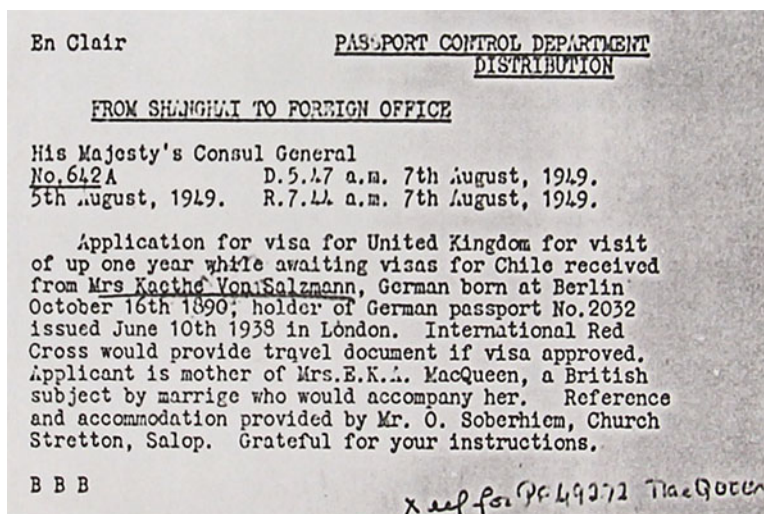 En Clair
PASSPORT CONTROL DEPARTMENT
DISTRIBUTION
FROM SHANGHAI TO FOREIGN OFFICE
His Majesty's Consul General
No.642A D.5.47 a.m. 7th August, 1949.
5th August, 1949. R.7.44 a.m. 7th August, 1949.
Application for visa for United Kingdom for visit
of up one year while awaiting visas for Chile received
from Mrs Kaethe Von Salzmann, German born at Berlin
October 16th 1890; holder of German passport No.2032
issued June 10th 1938 in London. International Red
Cross would provide travel document if visa approved.
Applicant is mother of Mrs.E.K.A. MacQueen, a British
subject by marrige who would accompany her. Reference
and accommodation provided by Mr. O. Soberhiem, Church
Stretton, Salop. Grateful for your instructions.
B B B
for MacQueen